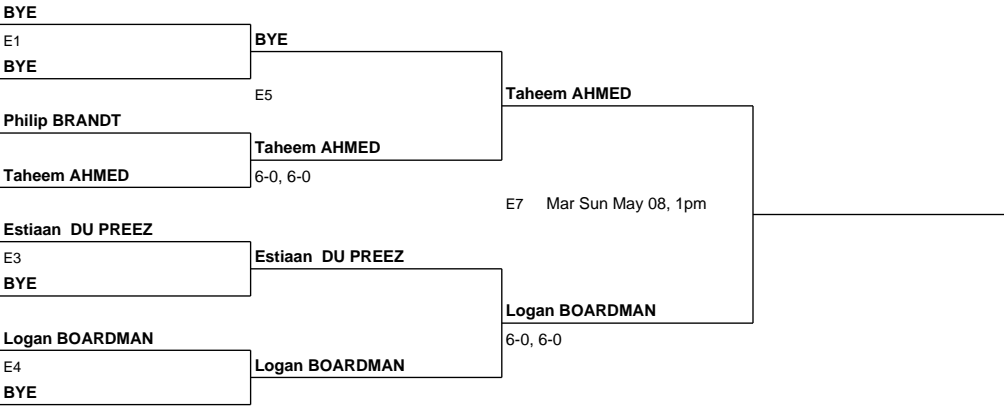 BYE
E1
BYE
BYE
E5
Taheem AHMED
Philip BRANDT
Taheem AHMED
Taheem AHMED
6-0, 6-0
E7 Mar Sun May 08, 1pm
Estiaan DU PREEZ
E3
Estiaan DU PREEZ
BYE
Logan BOARDMAN
Logan BOARDMAN
6-0, 6-0
E4
Logan BOARDMAN
BYE